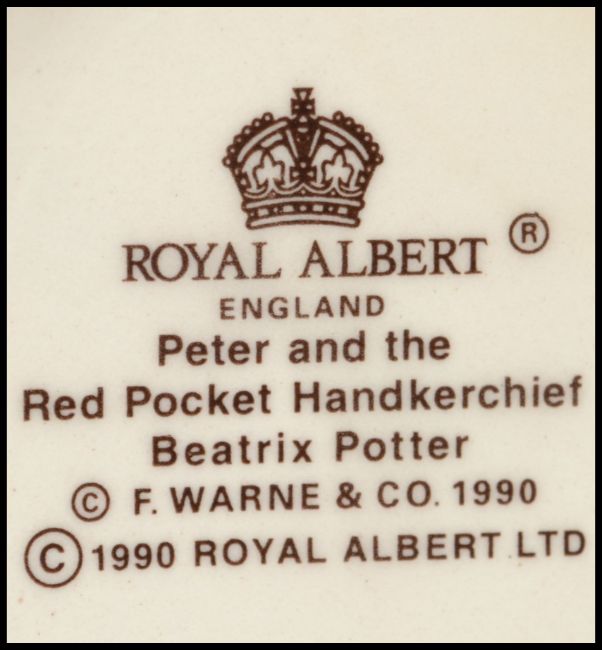 ROYAL ALBERT ®
ENGLAND
Peter and the
Red Pocket Handkerchief
Beatrix Potter
© F. WARNE & CO. 1990
© 1990 ROYAL ALBERT LTD